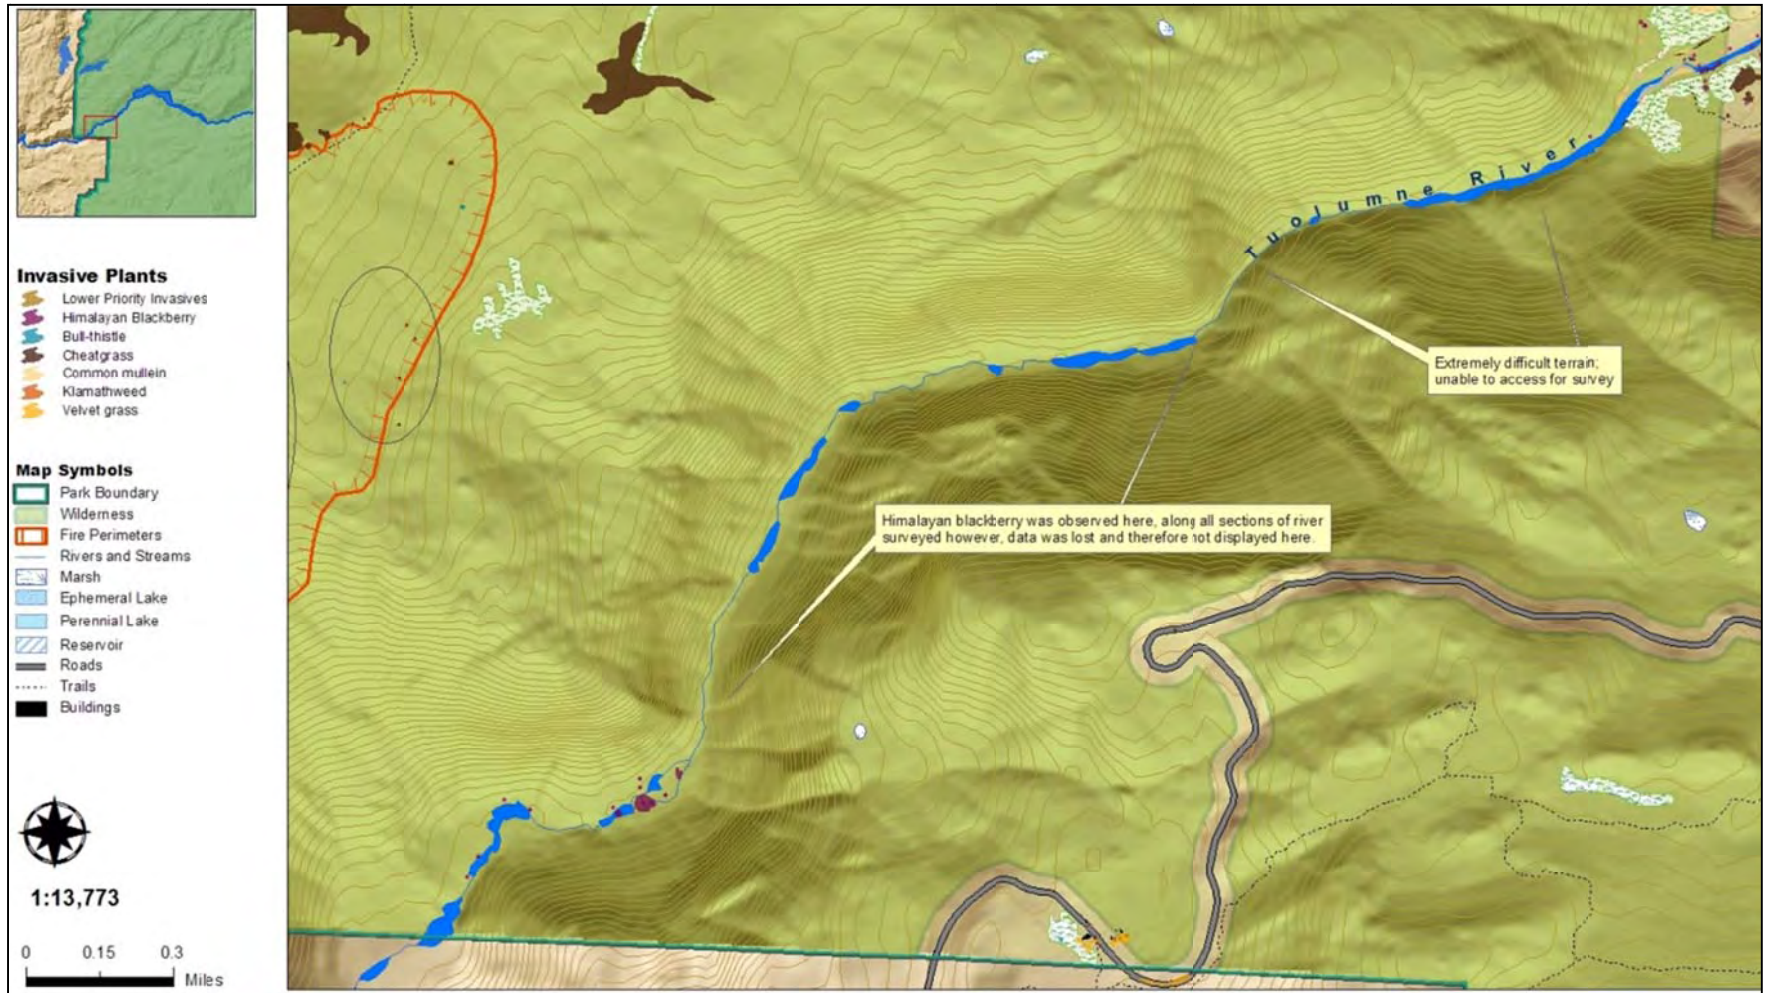 Invasive Plants
Lower Priority Invasives
Himalayan Blackberry
Bull-thistle
Cheatgrass
Common mullein
Klamathweed
Velvet grass
Map Symbols
Park Boundary
Wilderness
Fire Perimeters
Rivers and Streams
Marsh
Ephemeral Lake
Perennial Lake
Reservoir
Roads
Trails
Buildings
1:13,773
0 0.15 0.3
Miles
Tuolumne River
Extremely difficult terrain;
unable to access for survey
Himalayan blackberry was observed here, along all sections of river
surveyed however, data was lost and therefore not displayed here.